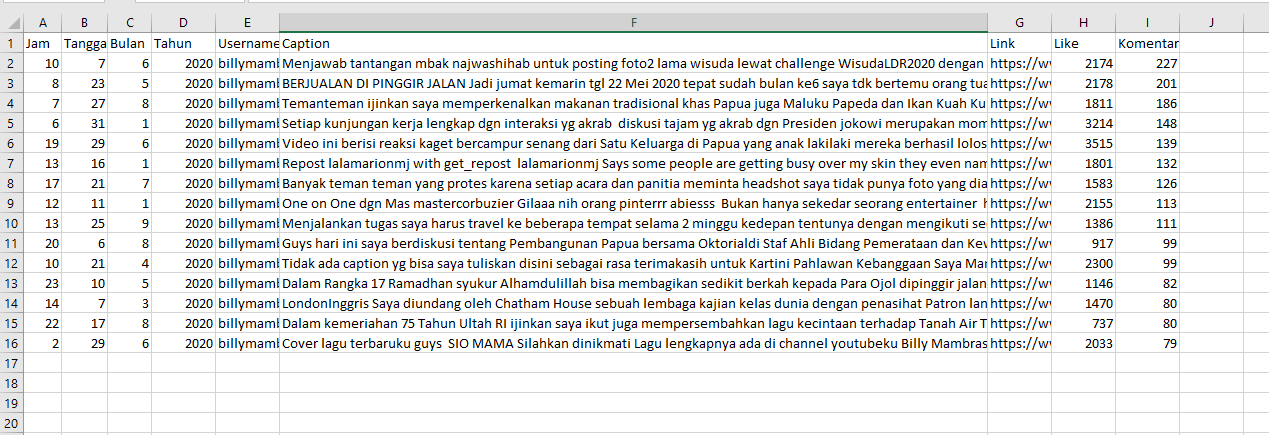 A B C D E F G H I J
1 Jam Tangga Bulan Tahun Username Caption Link Like Komentar
2 10 7 6 2020 billymaml Menjawab tantangan mbak najwashihab untuk posting foto2 lama wisuda lewat challenge WisudaLDR2020 dengan https://w 2174 227
3 8 23 5 2020 billymaml BERJUALAN DI PINGGIR JALAN Jadi jumat kemarin tgl 22 Mei 2020 tepat sudah bulan ke6 saya tdk bertemu orang tua https://w 2178 201
4 7 27 8 2020 billymaml Temanteman ijinkan saya memperkenalkan makanan tradisional khas Papua juga Maluku Papeda dan Ikan Kuah Ku https://w 1811 186
5 6 31 1 2020 billymaml Setiap kunjungan kerja lengkap dgn interaksi yg akrab diskusi tajam yg akrab dgn Presiden jokowi merupakan mom https://w 3214 148
6 19 29 6 2020 billymaml Video ini berisi reaksi kaget bercampur senang dari Satu Keluarga di Papua yang anak lakilaki mereka berhasil lolos https://w 3515 139
7 13 16 1 2020 billymaml Repost lalamarionmj with get_repost lalamarionmj Says some people are getting busy over my skin they even nam https://w 1801 132
8 17 21 7 2020 billymaml Banyak teman teman yang protes karena setiap acara dan panitia meminta headshot saya tidak punya foto yang dia https://w 1583 126
9 12 11 1 2020 billymaml One on One dgn Mas mastercorbuzier Gilaaa nih orang pinterrr abiesss Bukan hanya sekedar seorang entertainer https://w 2155 113
10 13 25 9 2020 billymaml Menjalankan tugas saya harus travel ke beberapa tempat selama 2 minggu kedepan tentunya dengan mengikuti se https://w 1386 111
11 20 6 8 2020 billymaml Guys hari ini saya berdiskusi tentang Pembangunan Papua bersama Oktorialdi Staf Ahli Bidang Pemerataan dan Kew https://w 917 99
12 10 21 4 2020 billymaml Tidak ada caption yg bisa saya tuliskan disini sebagai rasa terimakasih untuk Kartini Pahlawan Kebanggaan Saya Mar https://w 2300 99
13 23 10 5 2020 billymaml Dalam Rangka 17 Ramadhan syukur Alhamdulillah bisa membagikan sedikit berkah kepada Para Ojol dipinggir jalan https://w 1146 82
14 14 7 3 2020 billymaml LondonInggris Saya diundang oleh Chatham House sebuah lembaga kajian kelas dunia dengan penasihat Patron lan https://w 1470 80
15 22 17 8 2020 billymaml Dalam kemeriahan 75 Tahun Ultah RI ijinkan saya ikut juga mempersembahkan lagu kecintaan terhadap Tanah Air T https://w 737 80
16 2 29 6 2020 billymaml Cover lagu terbaruku guys SIO MAMA Silahkan dinikmati Lagu lengkapnya ada di channel youtubeku Billy Mambras https://w 2033 79
17
18
19
20